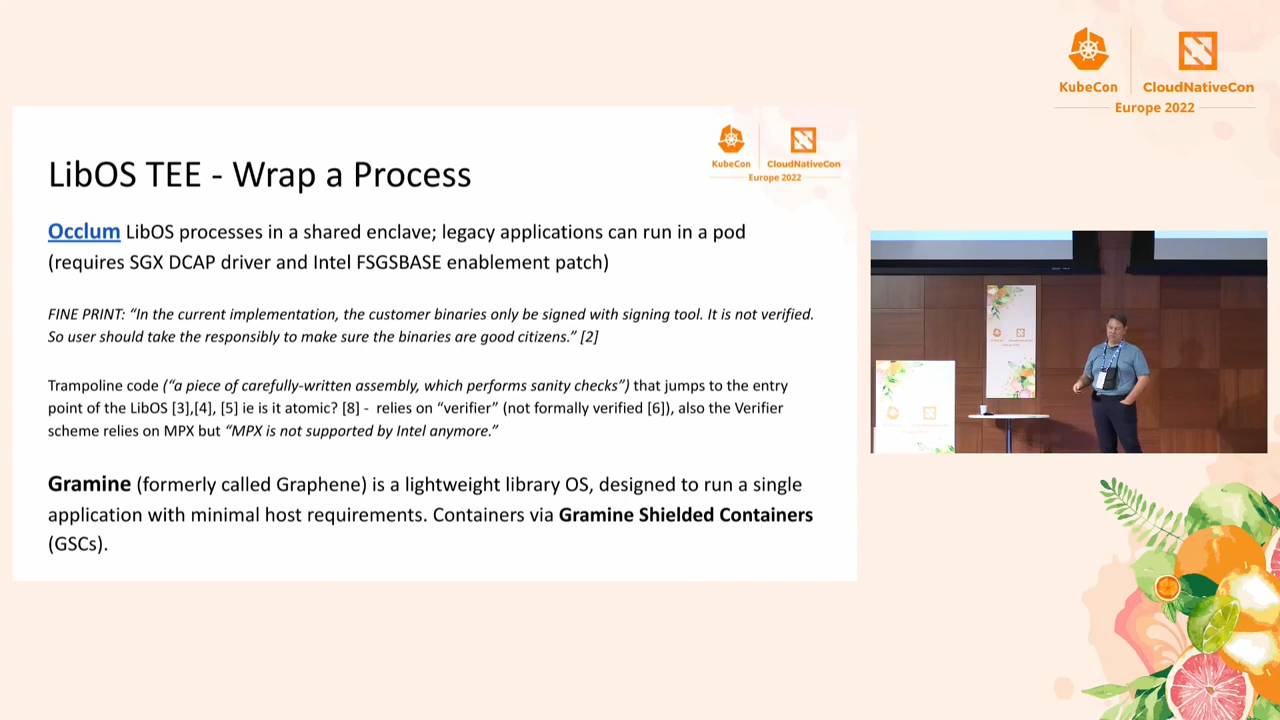 KubeCon
CloudNativeCon
Europe 2022
KubeCon
CloudNativeCon
Europe 2022
LibOS TEE - Wrap a Process
Occlum LibOS processes in a shared enclave; legacy applications can run in a pod
(requires SGX DCAP driver and Intel FSGSBASE enablement patch)
FINE PRINT: “In the current implementation, the customer binaries only be signed with signing tool. It is not verified.
So user should take the responsibly to make sure the binaries are good citizens.” [2]
Trampoline code (“a piece of carefully-written assembly, which performs sanity checks”) that jumps to the entry
point of the LibOS [3],[4], [5] ie is it atomic? [8] - relies on “verifier” (not formally verified [6]), also the Verifier
scheme relies on MPX but “MPX is not supported by Intel anymore.”
Gramine (formerly called Graphene) is a lightweight library OS, designed to run a single
application with minimal host requirements. Containers via Gramine Shielded Containers
(GSCs).